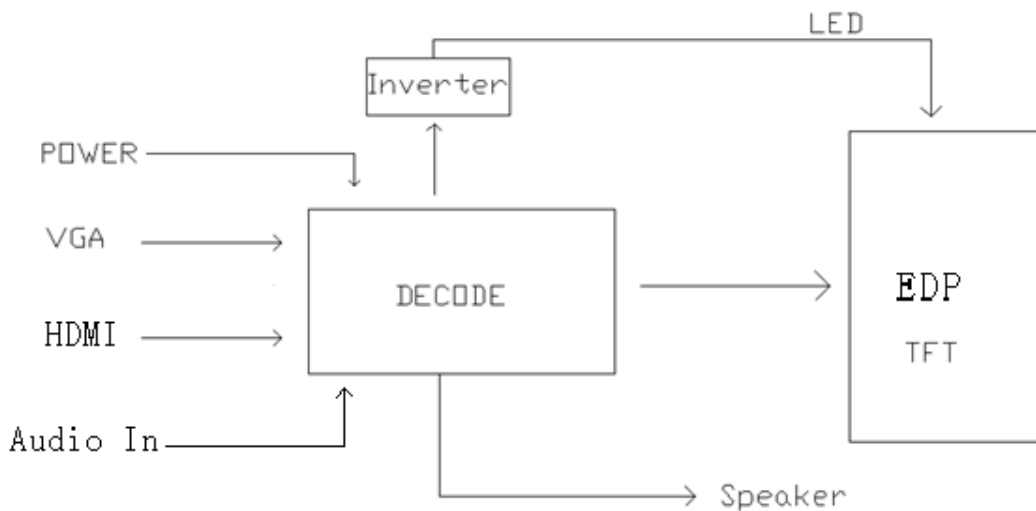 LED
Inverter
POWER
VGA
DECODE
EDP
HDMI
TFT
Audio In
Speaker